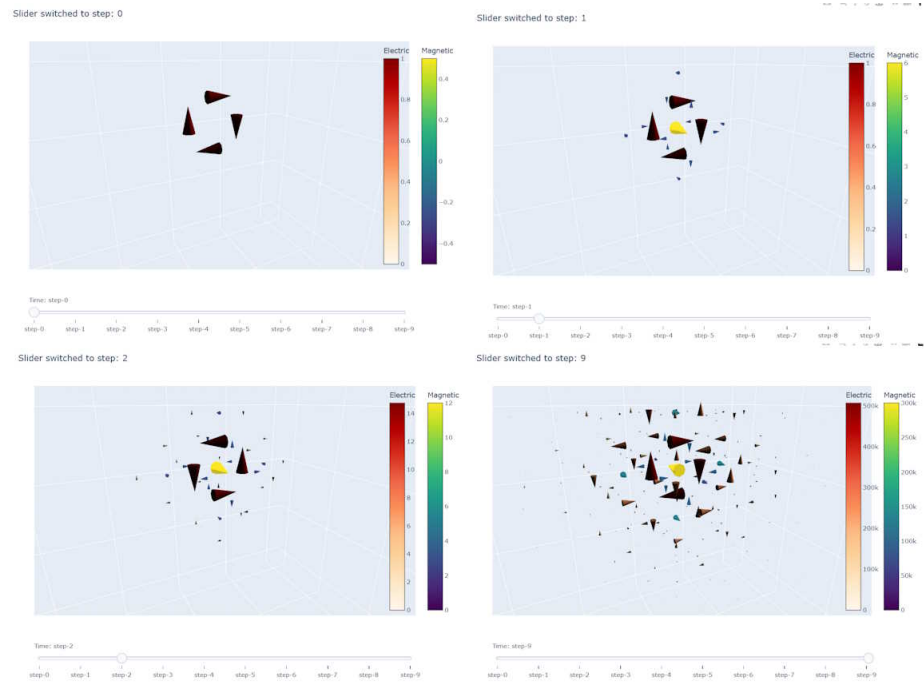 Slider switched to step: 0
Electric Magnetic
1
0.8
0.6
0.4
0.2
0
0.4
0.2
0
−0.2
−0.4
Time: step-0
step-0 step-1 step-2 step-3 step-4 step-5 step-6 step-7 step-8 step-9
Slider switched to step: 1
Electric Magnetic
1
0.8
0.6
0.4
0.2
0
6
5
4
3
2
1
0
Time: step-1
step-0 step-1 step-2 step-3 step-4 step-5 step-6 step-7 step-8 step-9
Slider switched to step: 2
Electric Magnetic
14
12
10
8
6
4
2
0
12
10
8
6
4
2
0
Time: step-2
step-0 step-1 step-2 step-3 step-4 step-5 step-6 step-7 step-8 step-9
Slider switched to step: 9
Electric Magnetic
500k
400k
300k
200k
100k
0
300k
250k
200k
150k
100k
50k
0
Time: step-9
step-0 step-1 step-2 step-3 step-4 step-5 step-6 step-7 step-8 step-9